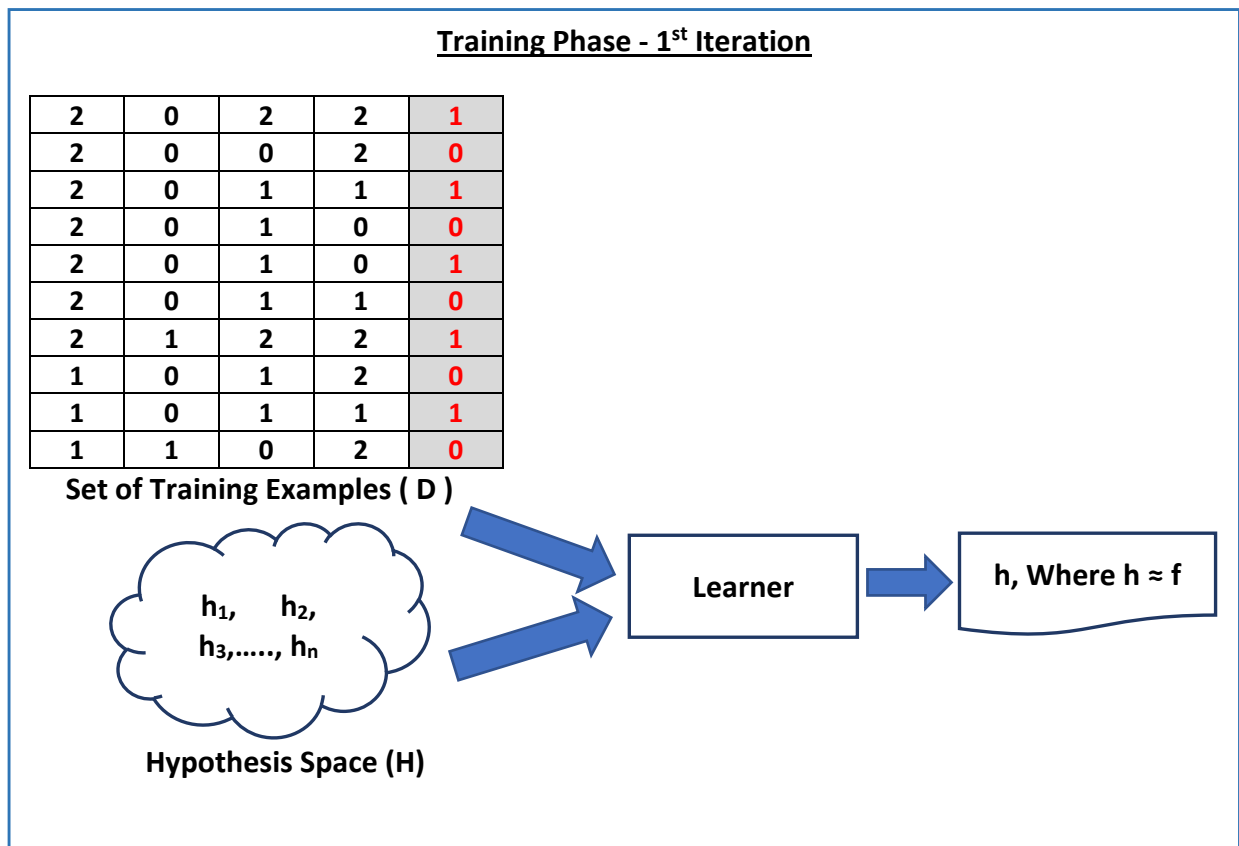 Training Phase - 1st Iteration
2 0 2 2 1
2 0 0 2 0
2 0 1 1 1
2 0 1 0 0
2 0 1 0 1
2 0 1 1 0
2 1 2 2 1
1 0 1 2 0
1 0 1 1 1
1 1 0 2 0
Set of Training Examples ( D )
h1, h2,
h3,....., hn
Hypothesis Space (H)
Learner
h, Where h ≈ f